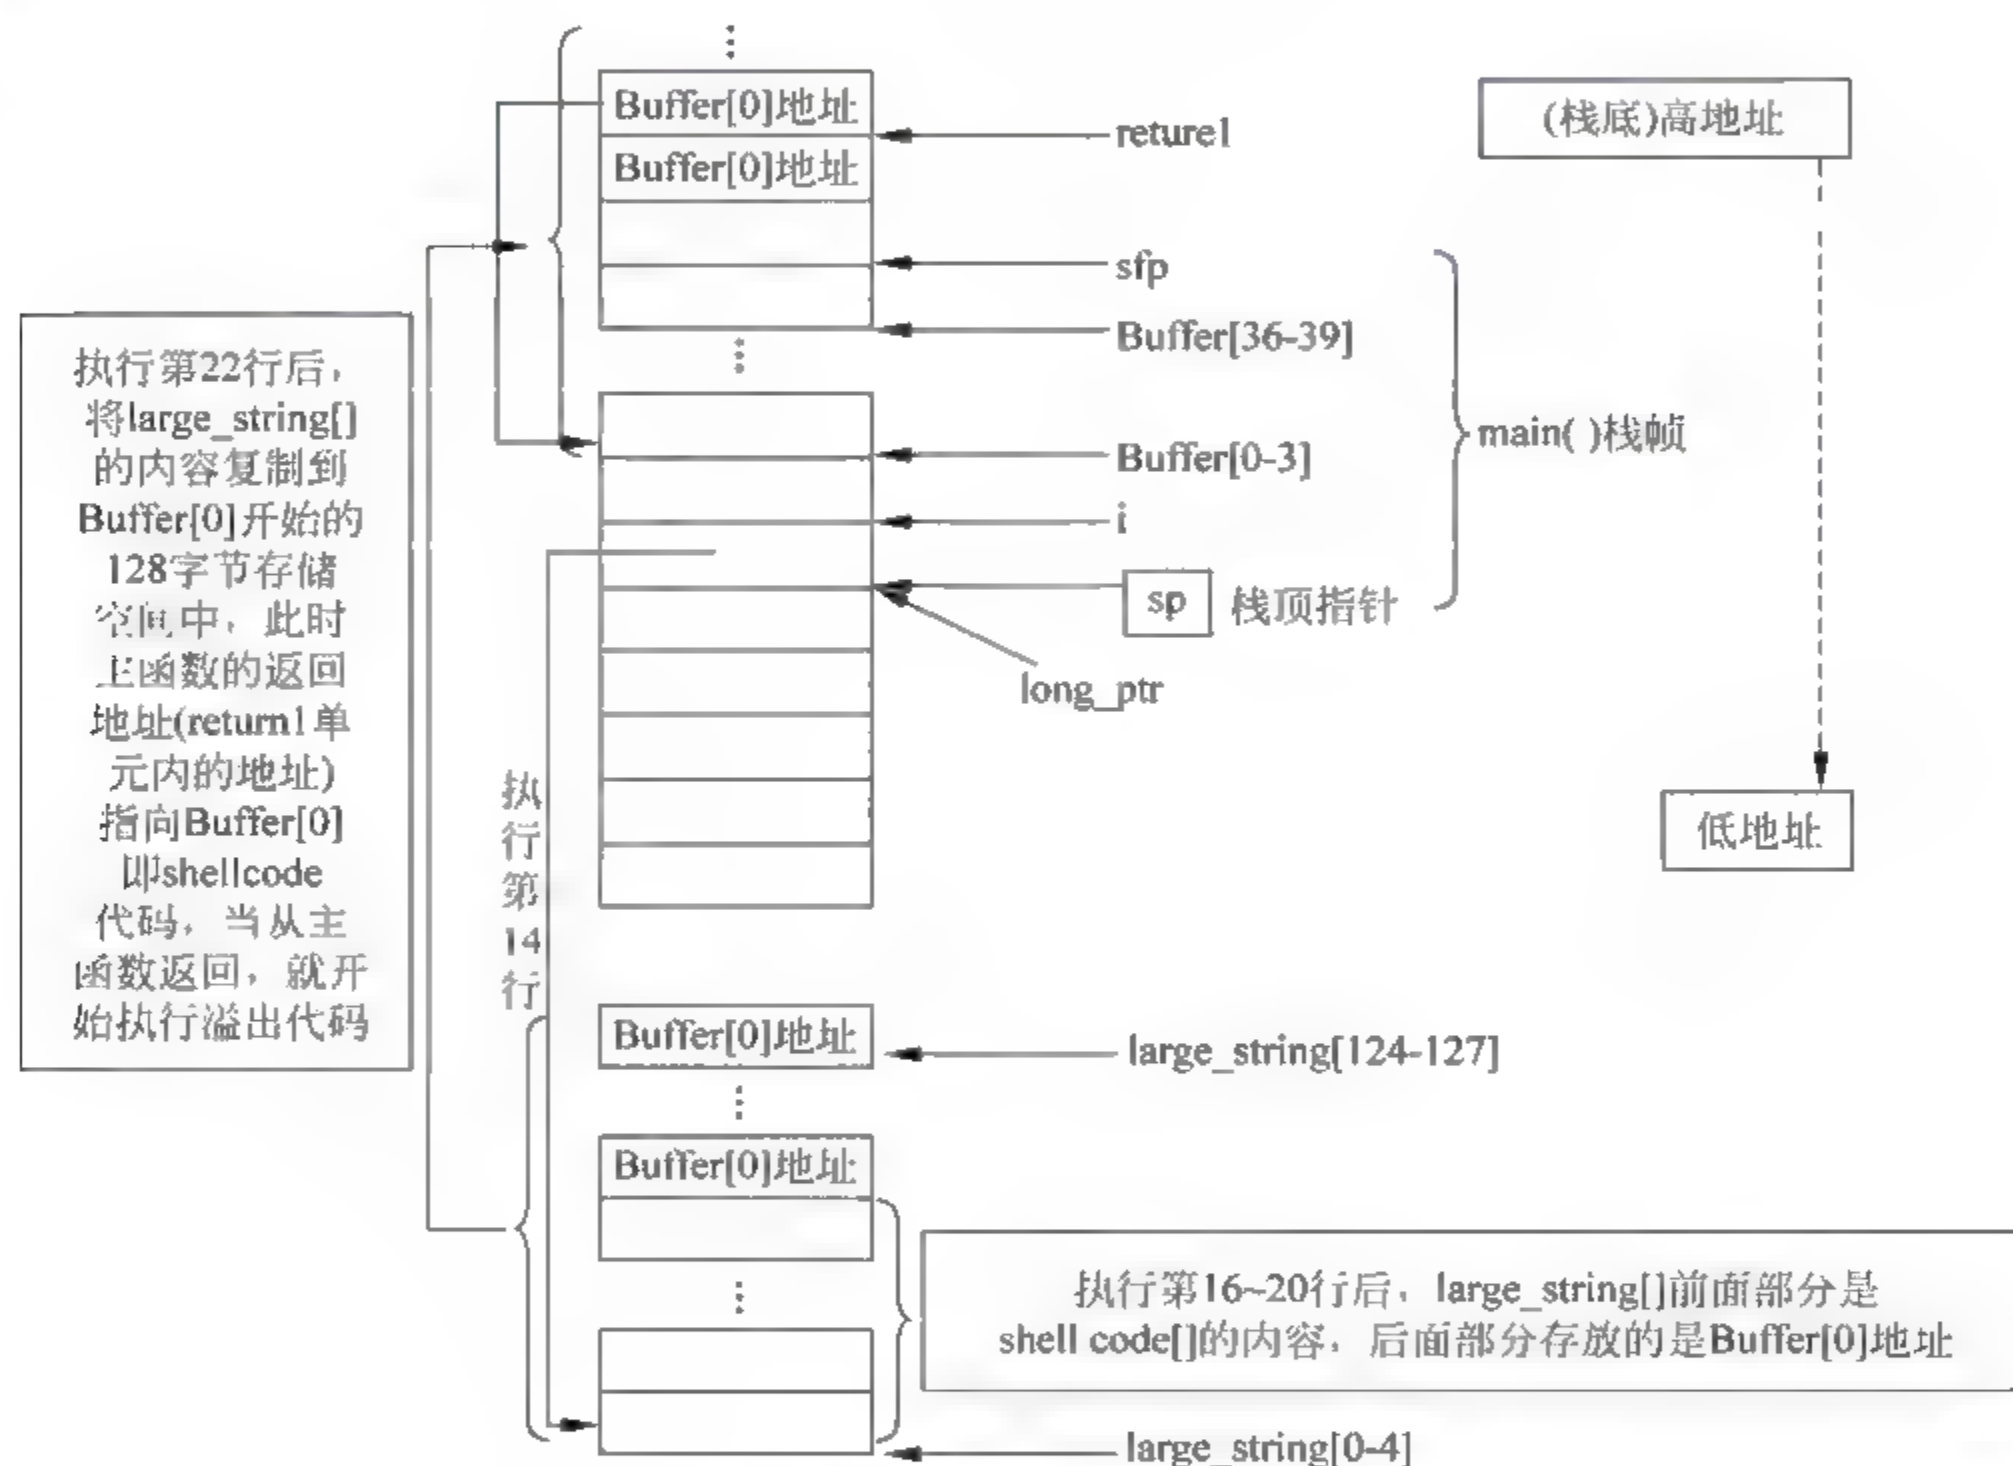 ⋮
Buffer[0]地址
reture1
(栈底)高地址
Buffer[0]地址
sfp
Buffer[36-39]
⋮
main( )栈帧
Buffer[0-3]
i
sp
栈顶指针
long_ptr
低地址
执行第22行后,
将large_string[]
的内容复制到
Buffer[0]开始的
128字节存储
空间中, 此时
主函数的返回
地址(return1单
元内的地址)
指向Buffer[0]
即shellcode
代码, 当从主
函数返回, 就开
始执行溢出代码
执
行
第
14
行
Buffer[0]地址
large_string[124-127]
⋮
Buffer[0]地址
⋮
执行第16~20行后, large_string[]前面部分是
shell code[]的内容, 后面部分存放的是Buffer[0]地址
large_string[0-4]